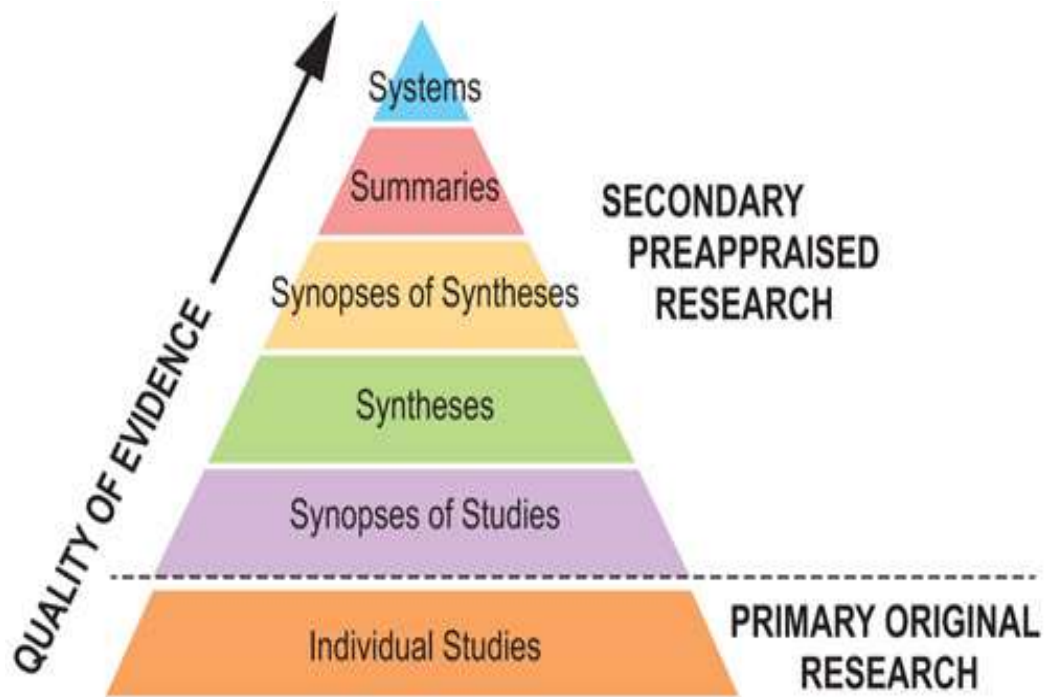 Systems
Summaries
SECONDARY
PREAPPRAISED
RESEARCH
Synopses of Syntheses
Syntheses
Synopses of Studies
QUALITY OF EVIDENCE
Individual Studies
PRIMARY ORIGINAL
RESEARCH